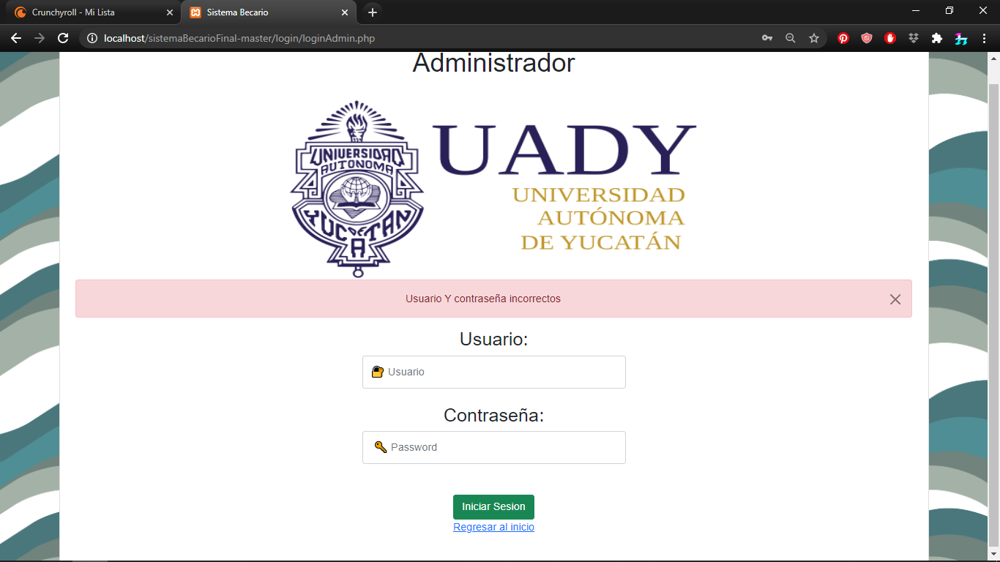 Crunchyroll - Mi Lista
Sistema Becario
localhost/sistemaBecarioFinal-master/login/loginAdmin.php
Administrador
UNIVERSIDAD
AUTONOMA
YUCATAN
DE
UADY
UNIVERSIDAD
AUTÓNOMA
DE YUCATÁN
Usuario Y contraseña incorrectos
Usuario:
Usuario
Contraseña:
Password
Iniciar Sesion
Regresar al inicio